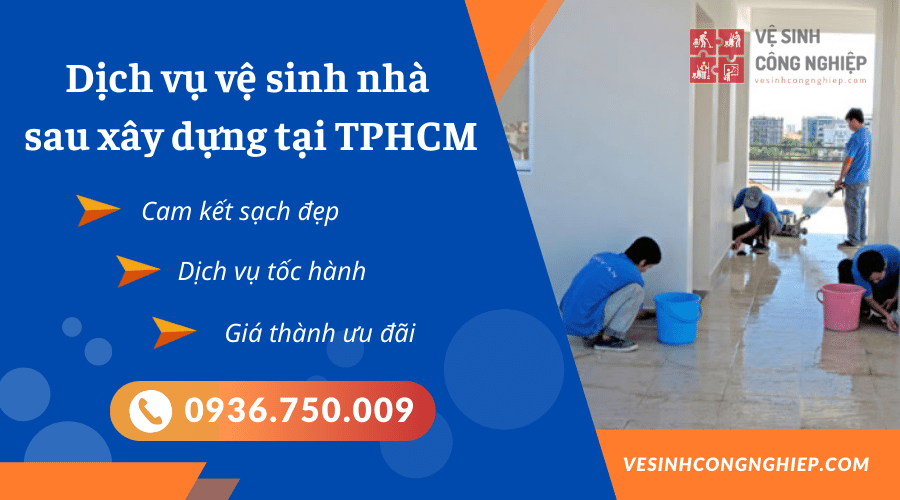 Dịch vụ vệ sinh nhà
sau xây dựng tại TPHCM
Cam kết sạch đẹp
Dịch vụ tốc hành
Giá thành ưu đãi
0936.750.009
VỆ SINH
CÔNG NGHIỆP
vesinhcongnghiep.com
VESINHCONGNGHIEP.COM